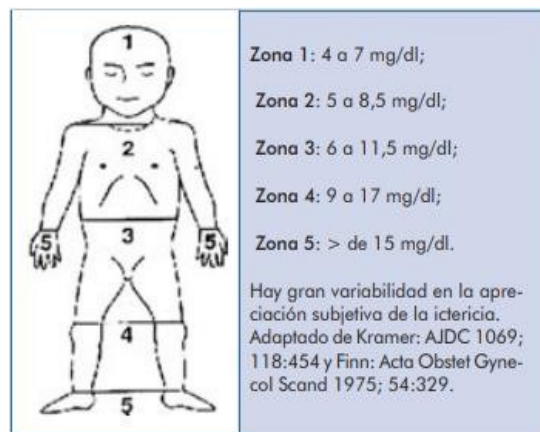 1
2
3
5
5
4
5
Zona 1: 4 a 7 mg/dl;
Zona 2: 5 a 8,5 mg/dl;
Zona 3: 6 a 11,5 mg/dl;
Zona 4: 9 a 17 mg/dl;
Zona 5: > de 15 mg/dl.
Hay gran variabilidad en la apre-
ciación subjetiva de la ictericia.
Adaptado de Kramer: AJDC 1069;
118:454 y Finn: Acta Obstet Gyne-
col Scand 1975; 54:329.